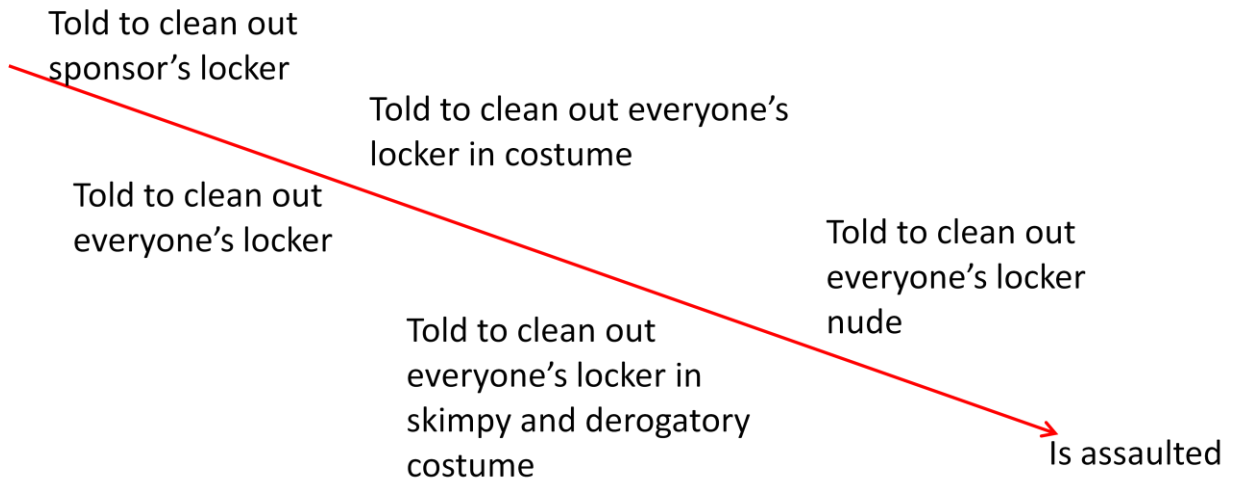 Told to clean out
sponsor's locker
Told to clean out everyone's
locker in costume
Told to clean out
everyone's locker
Told to clean out
everyone's locker
nude
Told to clean out
everyone's locker in
skimpy and derogatory
costume
Is assaulted